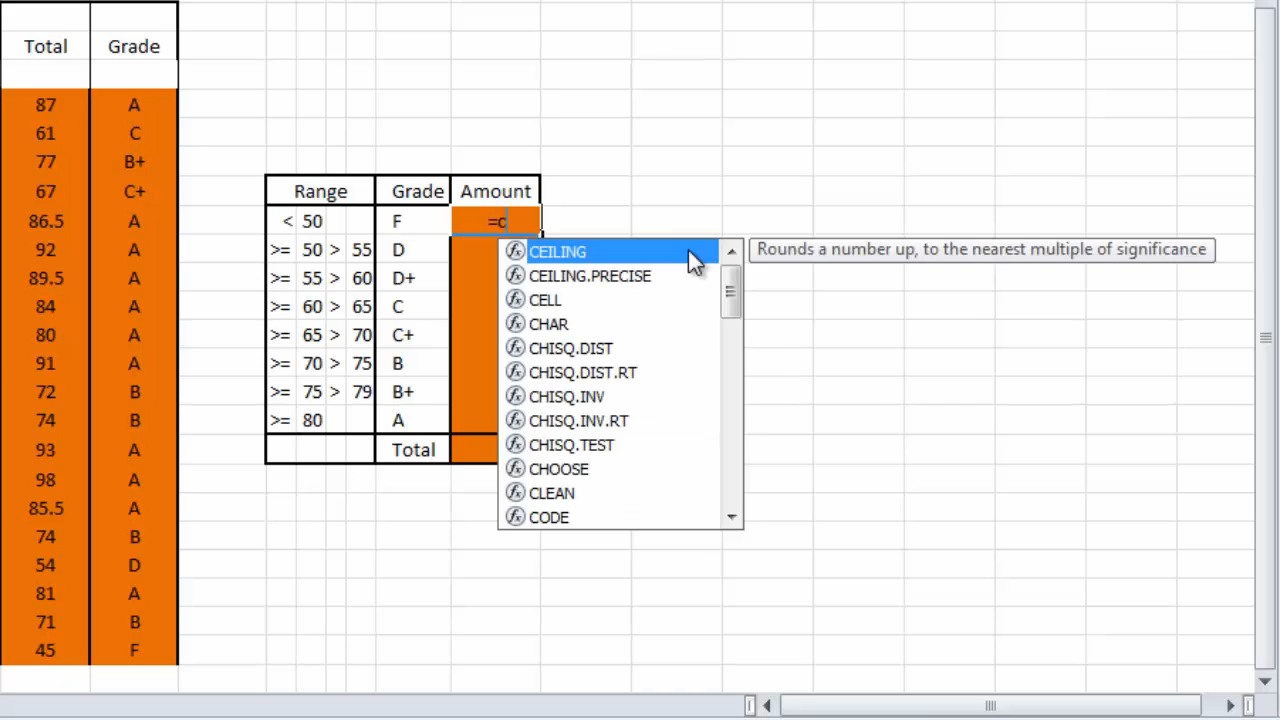 Total Grade
87 A
61 C
77 B+
Range Grade Amount
67 C+
< 50 F =c
86.5 A
CEILING Rounds a number up, to the nearest multiple of significance
>= 50 > 55 D
92 A
CEILING.PRECISE
>= 55 > 60 D+
89.5 A
CELL
>= 60 > 65 C
84 A
CHAR
>= 65 > 70 C+
80 A
CHISQ.DIST
>= 70 > 75 B
91 A
CHISQ.DIST.RT
>= 75 > 79 B+
72 B
CHISQ.INV
>= 80 A
74 B
CHISQ.INV.RT
Total
93 A
CHISQ.TEST
98 A
CHOOSE
85.5 A
CLEAN
CODE
74 B
54 D
81 A
71 B
45 F